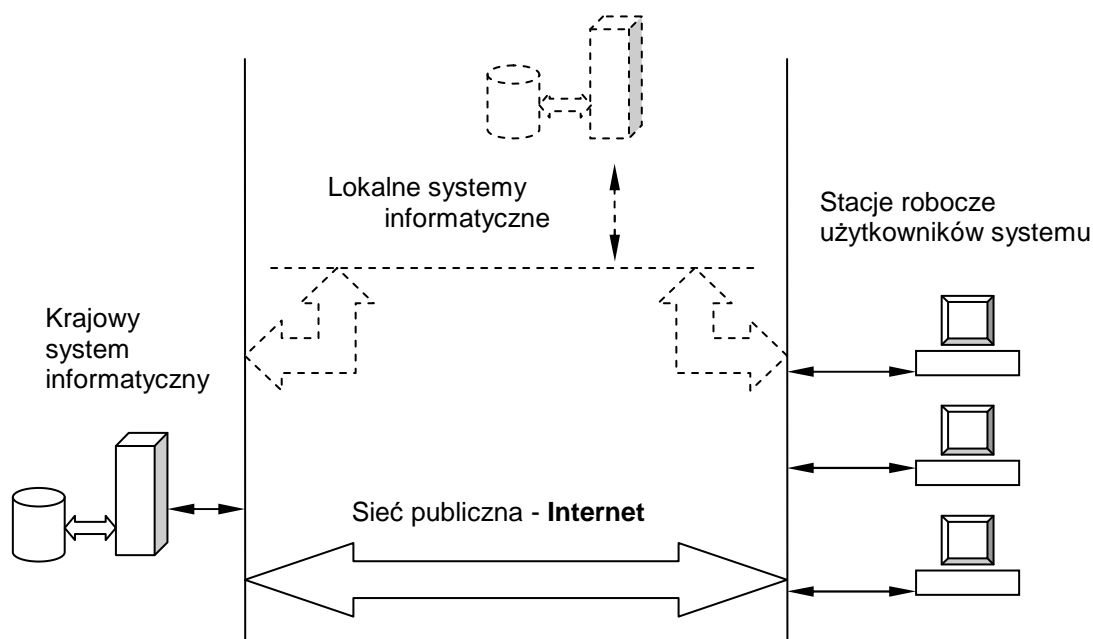 Lokalne systemy
informatyczne
Stacje robocze
użytkowników systemu
Krajowy
system
informatyczny
Sieć publiczna - Internet